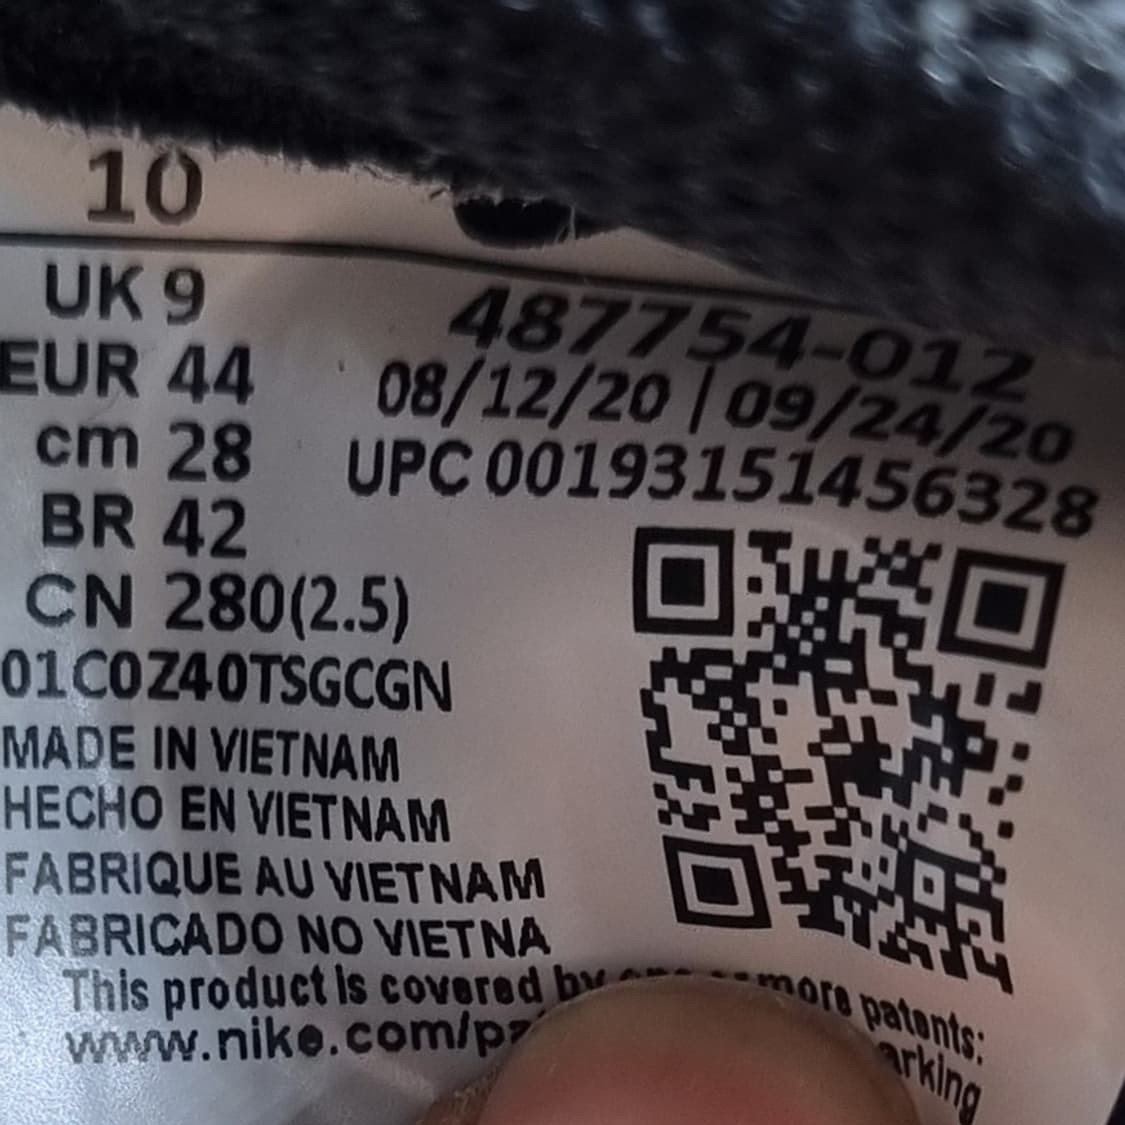 10
UK 9
EUR 44
cm 28
BR 42
CN 280(2.5)
487754-012
08/12/20 | 09/24/20
UPC 00193151456328
01C0Z40TSGCGN
MADE IN VIETNAM
HECHO EN VIETNAM
FABRIQUE AU VIETNAM
FABRICADO NO VIETNA
This product is covered by more patents:
www.nike.com/pa arking